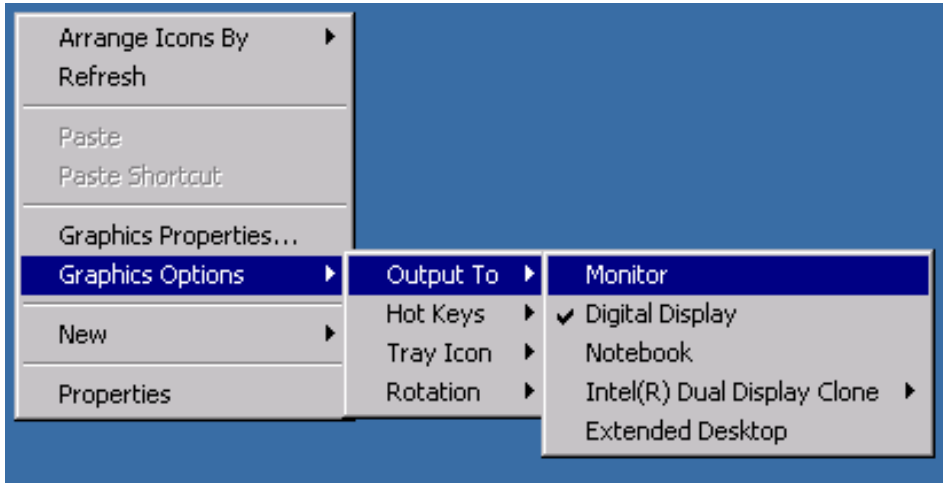 Arrange Icons By
Refresh
Paste
Paste Shortcut
Graphics Properties...
Graphics Options
New
Properties
Output To
Hot Keys
Tray Icon
Rotation
Monitor
Digital Display
Notebook
Intel(R) Dual Display Clone
Extended Desktop